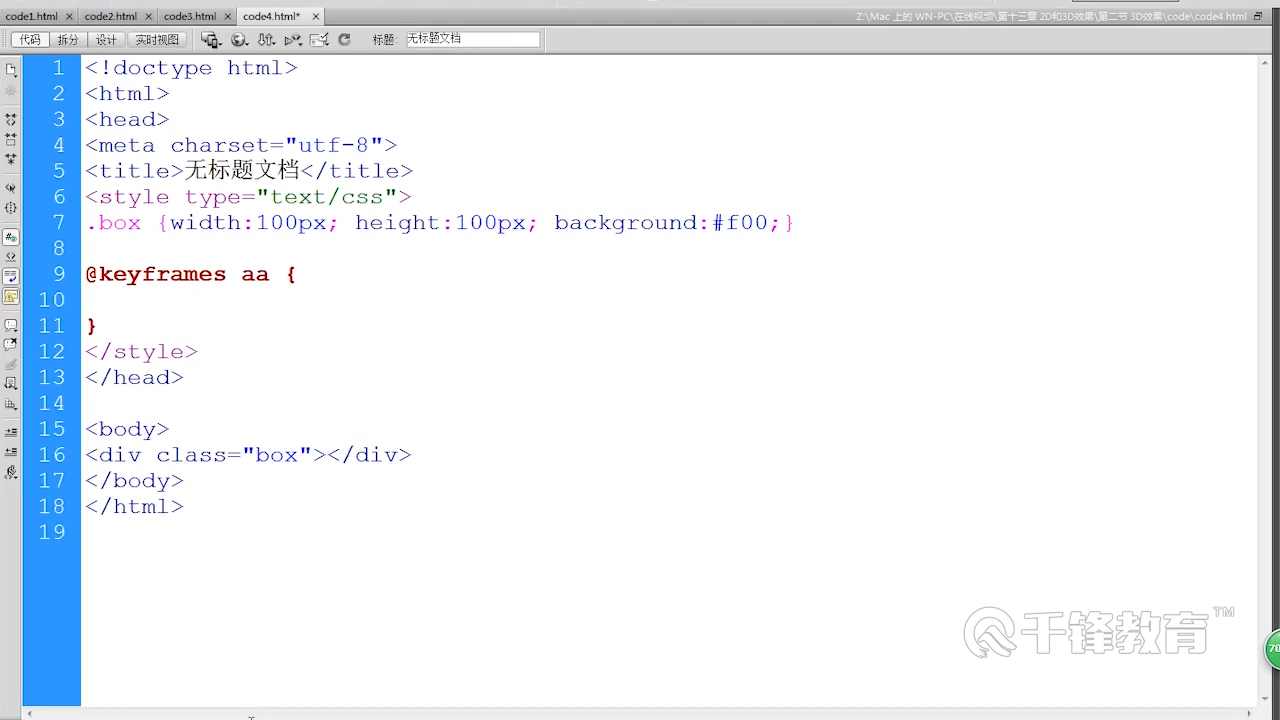 code1.html × code2.html × code3.html × code4.html* ×
Z:\Mac 上的 WN-PC\在线视频\第十三章 2D和3D效果\第二节 3D效果\code\code4.html
代码 拆分 设计 实时视图 标题: 无标题文档
1 <!doctype html>
2 <html>
3 <head>
4 <meta charset="utf-8">
5 <title>无标题文档</title>
6 <style type="text/css">
7 .box {width:100px; height:100px; background:#f00;}
8
9 @keyframes aa {
10
11 }
12 </style>
13 </head>
14
15 <body>
16 <div class="box"></div>
17 </body>
18 </html>
19
千锋教育™
70